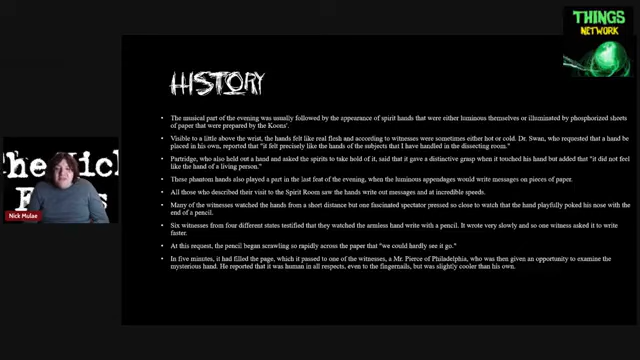 THINGS
NETWORK
HISTORY
• The musical part of the evening was usually followed by the appearance of spirit hands that were either luminous themselves or illuminated by phosphorized sheets
of paper that were prepared by the Koons'.
• Visible to a little above the wrist, the hands felt like real flesh and according to witnesses were sometimes either hot or cold. Dr. Swan, who requested that a hand be
placed in his own, reported that "it felt precisely like the hands of the subjects that I have handled in the dissecting room."
• Partridge, who also held out a hand and asked the spirits to take hold of it, said that it gave a distinctive grasp when it touched his hand but added that "it did not feel
like the hand of a living person."
• These phantom hands also played a part in the last feat of the evening, when the luminous appendages would write messages on pieces of paper.
• All those who described their visit to the Spirit Room saw the hands write out messages and at incredible speeds.
• Many of the witnesses watched the hands from a short distance but one fascinated spectator pressed so close to watch that the hand playfully poked his nose with the
end of a pencil.
• Six witnesses from four different states testified that they watched the armless hand write with a pencil. It wrote very slowly and so one witness asked it to write
faster.
• At this request, the pencil began scrawling so rapidly across the paper that "we could hardly see it go."
• In five minutes, it had filled the page, which it passed to one of the witnesses, a Mr. Pierce of Philadelphia, who was then given an opportunity to examine the
mysterious hand. He reported that it was human in all respects, even to the fingernails, but was slightly cooler than his own.
The
Nick Mulae